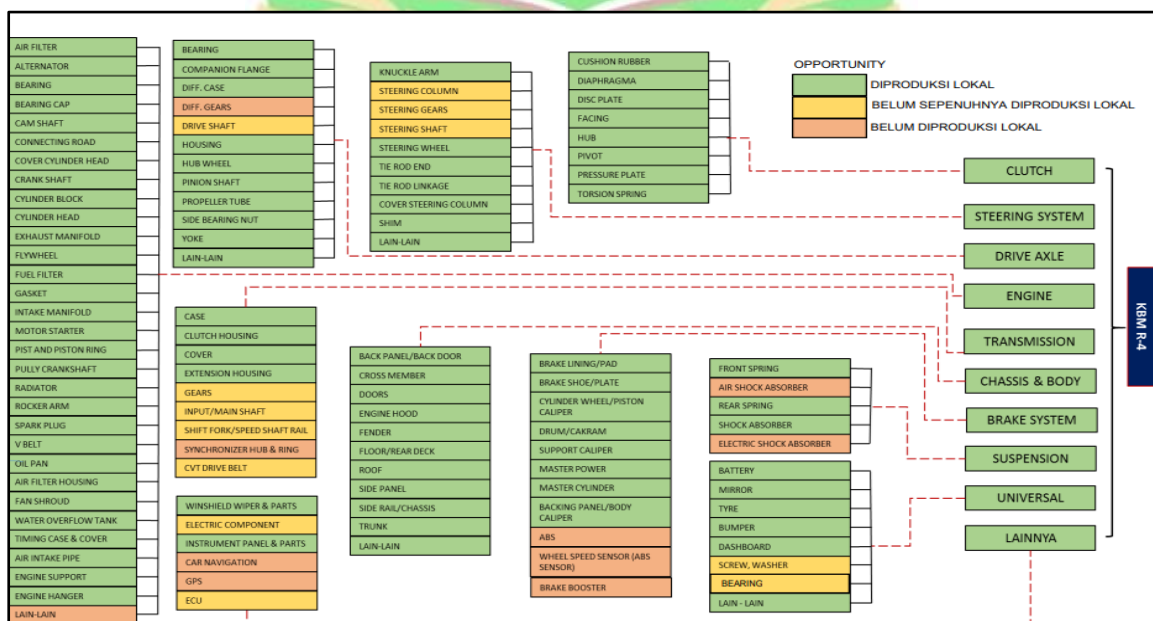 AIR FILTER
ALTERNATOR
BEARING
BEARING CAP
CAM SHAFT
CONNECTING ROAD
COVER CYLINDER HEAD
CRANK SHAFT
CYLINDER BLOCK
CYLINDER HEAD
EXHAUST MANIFOLD
FLYWHEEL
FUEL FILTER
GASKET
INTAKE MANIFOLD
MOTOR STARTER
PIST AND PISTON RING
PULLY CRANKSHAFT
RADIATOR
ROCKER ARM
SPARK PLUG
V BELT
OIL PAN
AIR FILTER HOUSING
FAN SHROUD
WATER OVERFLOW TANK
TIMING CASE & COVER
AIR INTAKE PIPE
ENGINE SUPPORT
ENGINE HANGER
LAIN-LAIN
BEARING
COMPANION FLANGE
DIFF. CASE
DIFF. GEARS
DRIVE SHAFT
HOUSING
HUB WHEEL
PINION SHAFT
PROPELLER TUBE
SIDE BEARING NUT
YOKE
LAIN-LAIN
KNUCKLE ARM
STEERING COLUMN
STEERING GEARS
STEERING SHAFT
STEERING WHEEL
TIE ROD END
TIE ROD LINKAGE
COVER STEERING COLUMN
SHIM
LAIN-LAIN
CUSHION RUBBER
DIAPHRAGMA
DISC PLATE
FACING
HUB
PIVOT
PRESSURE PLATE
TORSION SPRING
OPPORTUNITY
DIPRODUKSI LOKAL
BELUM SEPENUHNYA DIPRODUKSI LOKAL
BELUM DIPRODUKSI LOKAL
CASE
CLUTCH HOUSING
COVER
EXTENSION HOUSING
GEARS
INPUT/MAIN SHAFT
SHIFT FORK/SPEED SHAFT RAIL
SYNCHRONIZER HUB & RING
CVT DRIVE BELT
WINSHIELD WIPER & PARTS
ELECTRIC COMPONENT
INSTRUMENT PANEL & PARTS
CAR NAVIGATION
GPS
ECU
BACK PANEL/BACK DOOR
CROSS MEMBER
DOORS
ENGINE HOOD
FENDER
FLOOR/REAR DECK
ROOF
SIDE PANEL
SIDE RAIL/CHASSIS
TRUNK
LAIN-LAIN
BRAKE LINING/PAD
BRAKE SHOE/PLATE
CYLINDER WHEEL/PISTON
CALIPER
DRUM/CAKRAM
SUPPORT CALIPER
MASTER POWER
MASTER CYLINDER
BACKING PANEL/BODY
CALIPER
ABS
WHEEL SPEED SENSOR (ABS
SENSOR)
BRAKE BOOSTER
FRONT SPRING
AIR SHOCK ABSORBER
REAR SPRING
SHOCK ABSORBER
ELECTRIC SHOCK ABSORBER
BATTERY
MIRROR
TYRE
BUMPER
DASHBOARD
SCREW, WASHER
BEARING
LAIN - LAIN
CLUTCH
STEERING SYSTEM
DRIVE AXLE
ENGINE
TRANSMISSION
CHASSIS & BODY
BRAKE SYSTEM
SUSPENSION
UNIVERSAL
LAINNYA
KBM R-4